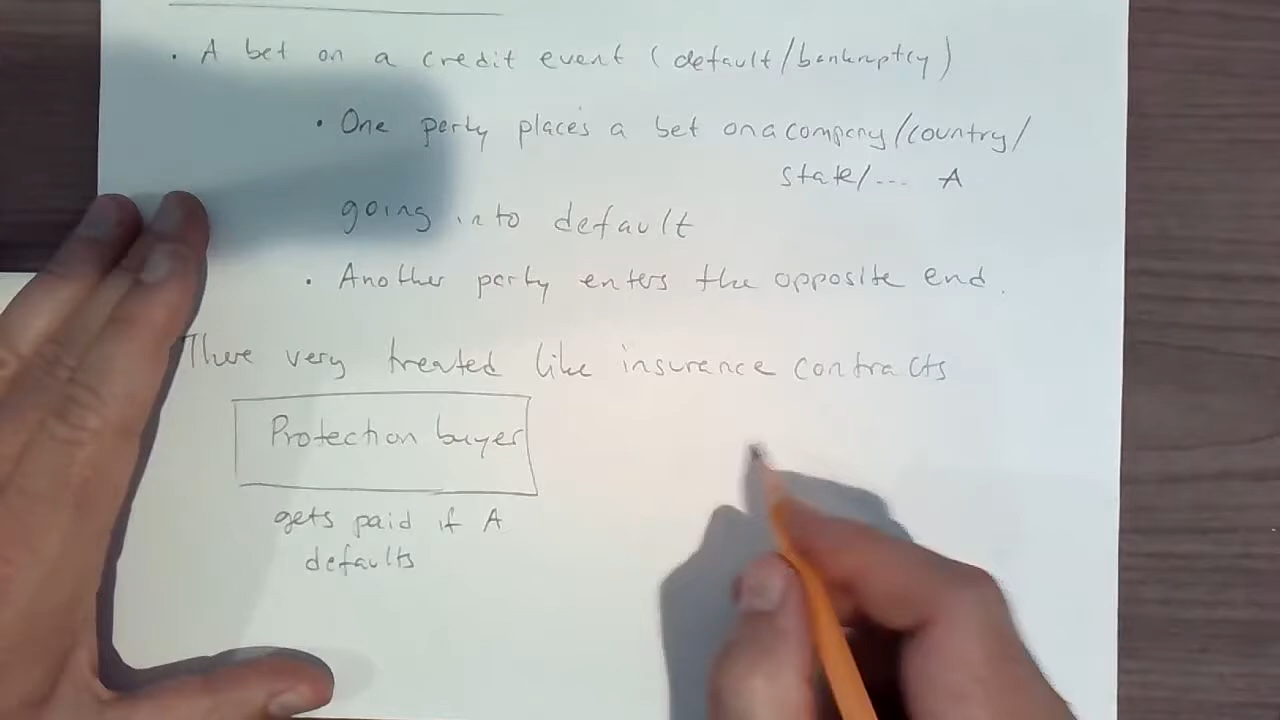 • A bet on a credit event (default/bankruptcy)
• One party places a bet on a company/country/
state/... A
going into default
• Another party enters the opposite end.
There very treated like insurance contracts
Protection buyer
gets paid if A
defaults